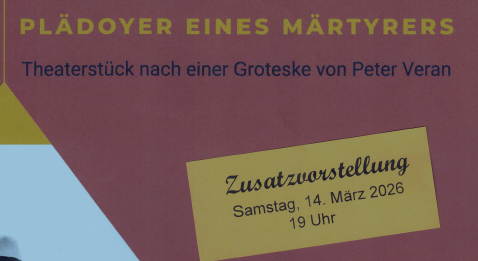 PLÄDOYER EINES MÄRTYRERS
Theaterstück nach einer Groteske von Peter Veran
Zusatzvorstellung
Samstag, 14. März 2026
19 Uhr